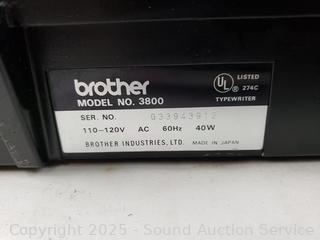 brother
MODEL NO. 3800
SER. NO. G33943912
110-120V AC 60Hz 40W
BROTHER INDUSTRIES, LTD. MADE IN JAPAN
UL LISTED
274C
TYPEWRITER
Copyright © 2025 - Sound Auction Service